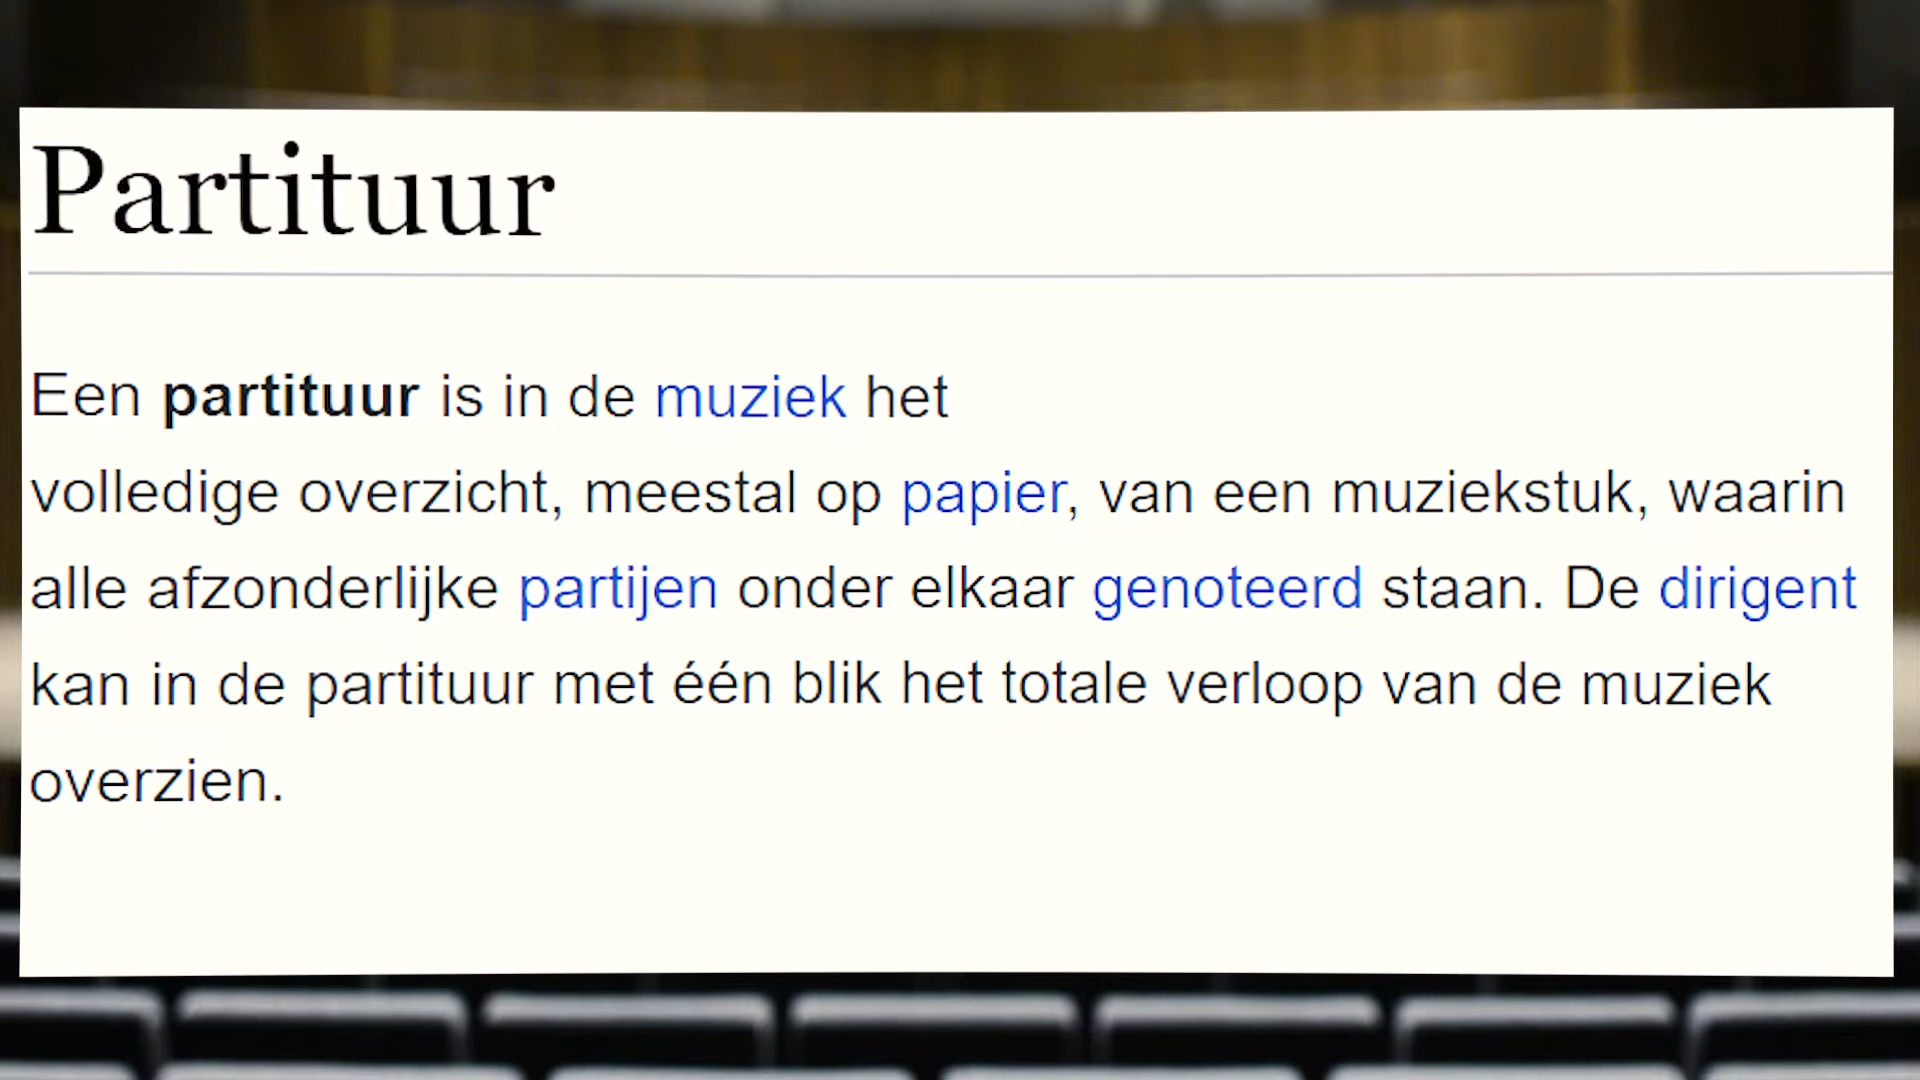 Partituur
Een partituur is in de muziek het
volledige overzicht, meestal op papier, van een muziekstuk, waarin
alle afzonderlijke partijen onder elkaar genoteerd staan. De dirigent
kan in de partituur met één blik het totale verloop van de muziek
overzien.